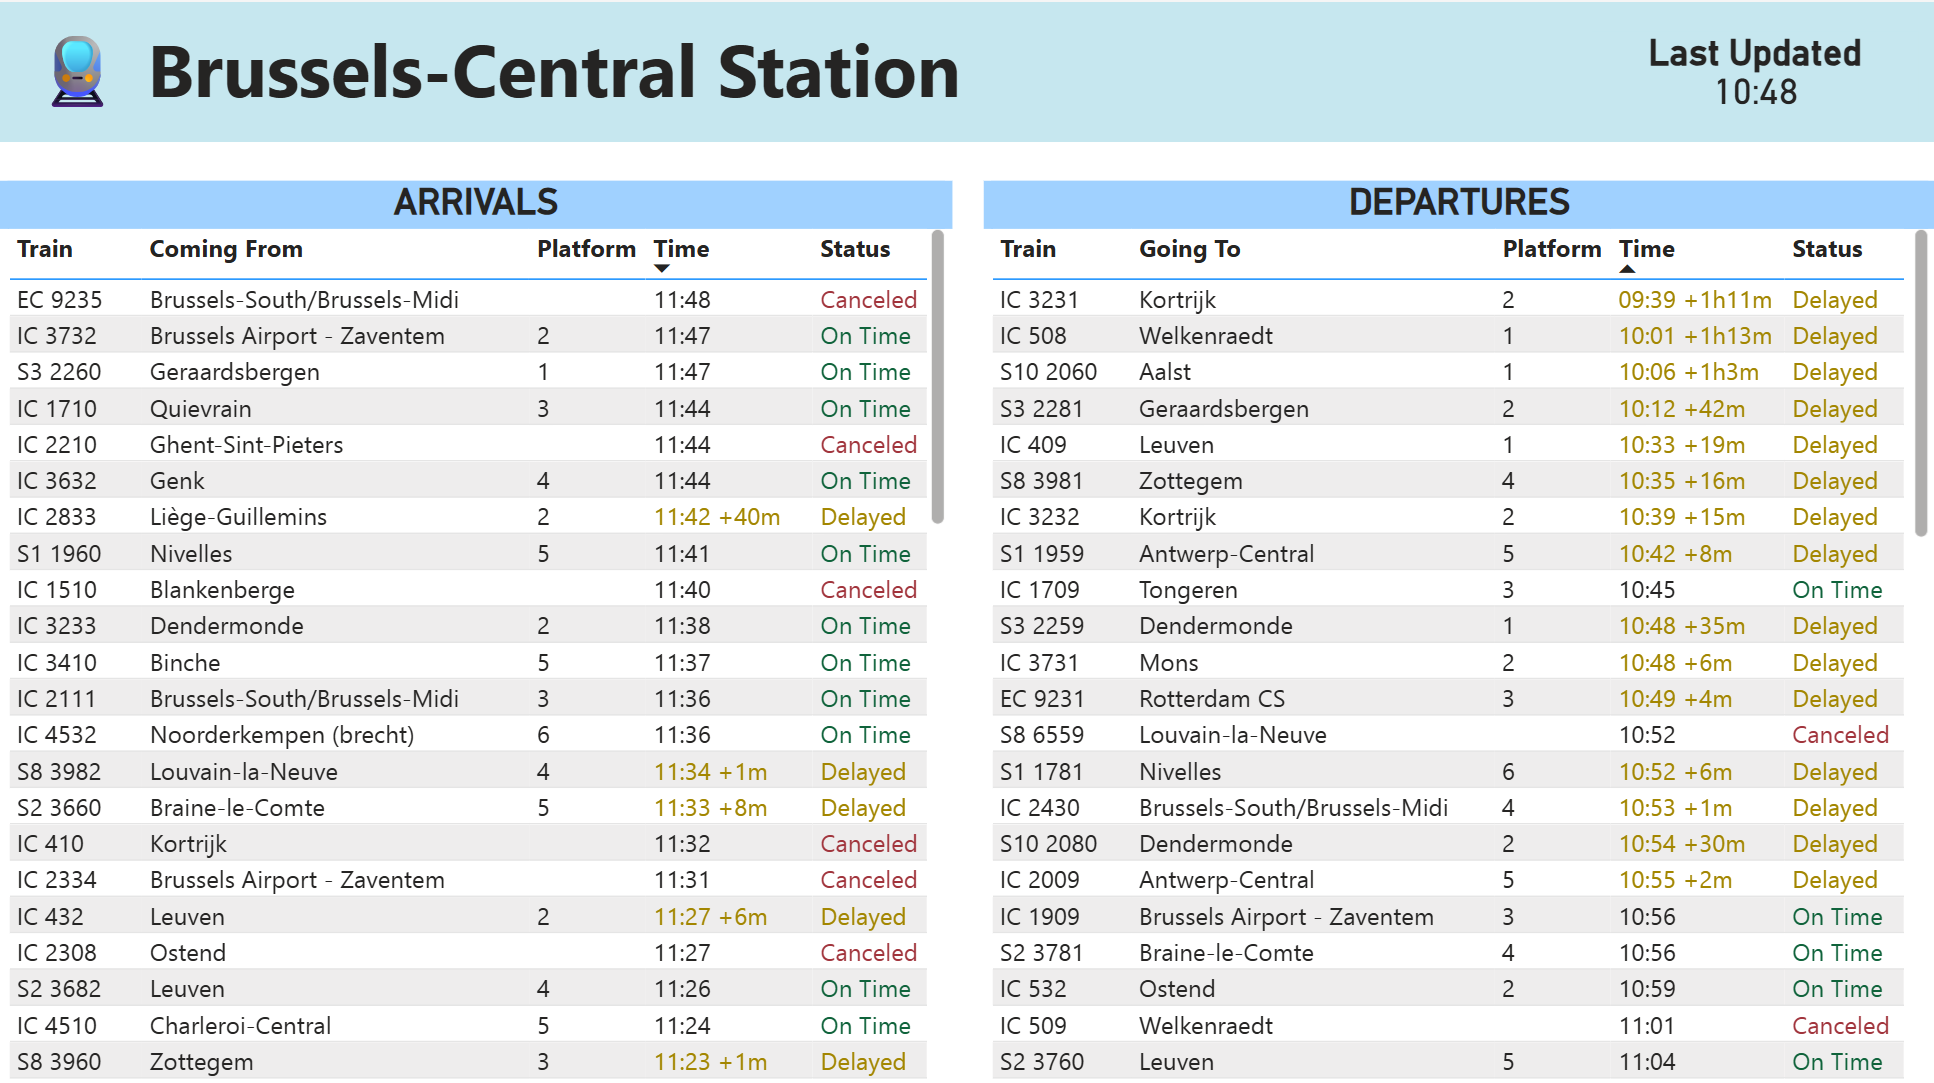 Brussels-Central Station
Last Updated
10:48
ARRIVALS
Train Coming From Platform Time Status
EC 9235 Brussels-South/Brussels-Midi 11:48 Canceled
IC 3732 Brussels Airport - Zaventem 2 11:47 On Time
S3 2260 Geraardsbergen 1 11:47 On Time
IC 1710 Quievrain 3 11:44 On Time
IC 2210 Ghent-Sint-Pieters 11:44 Canceled
IC 3632 Genk 4 11:44 On Time
IC 2833 Liège-Guillemins 2 11:42 +40m Delayed
S1 1960 Nivelles 5 11:41 On Time
IC 1510 Blankenberge 11:40 Canceled
IC 3233 Dendermonde 2 11:38 On Time
IC 3410 Binche 5 11:37 On Time
IC 2111 Brussels-South/Brussels-Midi 3 11:36 On Time
IC 4532 Noorderkempen (brecht) 6 11:36 On Time
S8 3982 Louvain-la-Neuve 4 11:34 +1m Delayed
S2 3660 Braine-le-Comte 5 11:33 +8m Delayed
IC 410 Kortrijk 11:32 Canceled
IC 2334 Brussels Airport - Zaventem 11:31 Canceled
IC 432 Leuven 2 11:27 +6m Delayed
IC 2308 Ostend 11:27 Canceled
S2 3682 Leuven 4 11:26 On Time
IC 4510 Charleroi-Central 5 11:24 On Time
S8 3960 Zottegem 3 11:23 +1m Delayed
DEPARTURES
Train Going To Platform Time Status
IC 3231 Kortrijk 2 09:39 +1h11m Delayed
IC 508 Welkenraedt 1 10:01 +1h13m Delayed
S10 2060 Aalst 1 10:06 +1h3m Delayed
S3 2281 Geraardsbergen 2 10:12 +42m Delayed
IC 409 Leuven 1 10:33 +19m Delayed
S8 3981 Zottegem 4 10:35 +16m Delayed
IC 3232 Kortrijk 2 10:39 +15m Delayed
S1 1959 Antwerp-Central 5 10:42 +8m Delayed
IC 1709 Tongeren 3 10:45 On Time
S3 2259 Dendermonde 1 10:48 +35m Delayed
IC 3731 Mons 2 10:48 +6m Delayed
EC 9231 Rotterdam CS 3 10:49 +4m Delayed
S8 6559 Louvain-la-Neuve 10:52 Canceled
S1 1781 Nivelles 6 10:52 +6m Delayed
IC 2430 Brussels-South/Brussels-Midi 4 10:53 +1m Delayed
S10 2080 Dendermonde 2 10:54 +30m Delayed
IC 2009 Antwerp-Central 5 10:55 +2m Delayed
IC 1909 Brussels Airport - Zaventem 3 10:56 On Time
S2 3781 Braine-le-Comte 4 10:56 On Time
IC 532 Ostend 2 10:59 On Time
IC 509 Welkenraedt 11:01 Canceled
S2 3760 Leuven 5 11:04 On Time